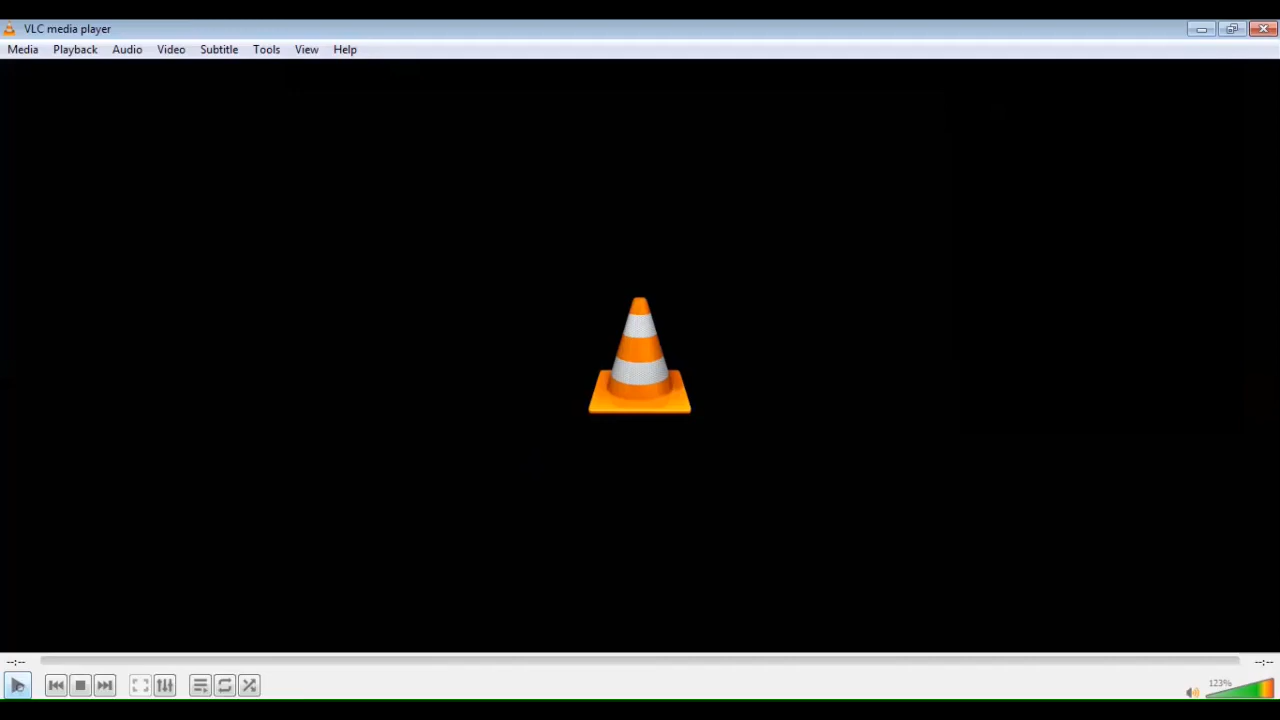 VLC media player
Media Playback Audio Video Subtitle Tools View Help
--:-- --:--
123%